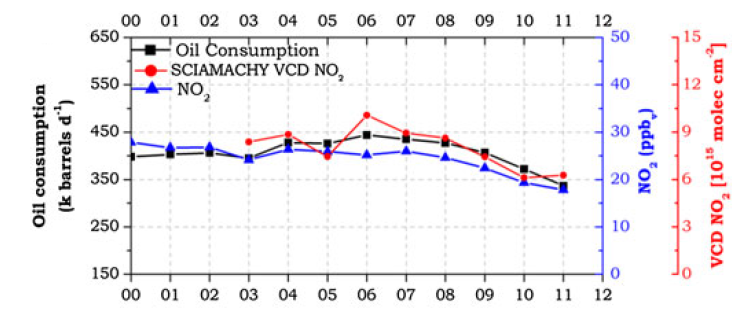 00 01 02 03 04 05 06 07 08 09 10 11 12
650 50 15
Oil Consumption
SCIAMACHY VCD NO₂
NO₂
550 40 12
450 30 9
350 20 6
250 10 3
150 0 0
00 01 02 03 04 05 06 07 08 09 10 11 12
Oil consumption
(k barrels d⁻¹)
NO₂ (ppbᵥ)
VCD NO₂ [10¹⁵ molec cm⁻²]